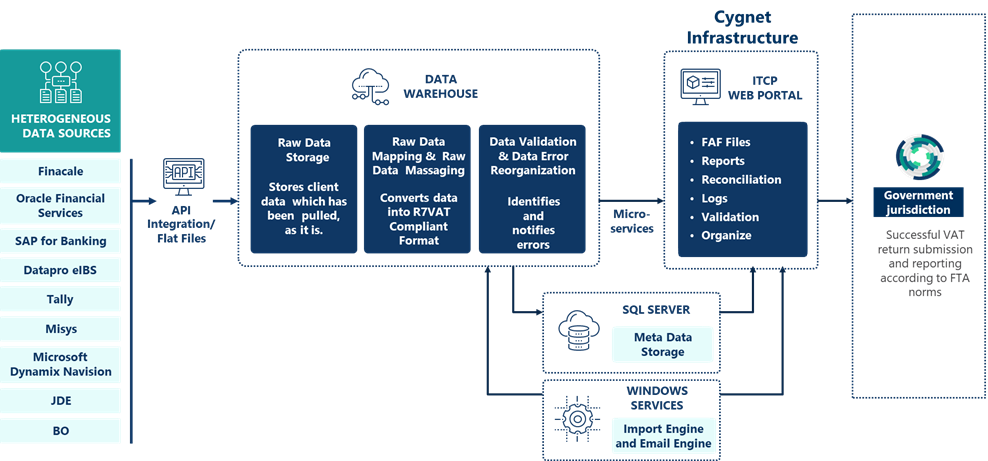 HETEROGENEOUS
DATA SOURCES
Finacale
Oracle Financial
Services
SAP for Banking
Datapro eIBS
Tally
Misys
Microsoft
Dynamix Navision
JDE
BO
API
API
Integration/
Flat Files
DATA
WAREHOUSE
Raw Data
Storage
Stores client
data which has
been pulled,
as it is.
Raw Data
Mapping & Raw
Data Massaging
Converts data
into R7VAT
Compliant
Format
Data Validation
& Data Error
Reorganization
Identifies
and
notifies
errors
Micro-
services
Cygnet
Infrastructure
ITCP
WEB PORTAL
• FAF Files
• Reports
• Reconciliation
• Logs
• Validation
• Organize
SQL SERVER
Meta Data
Storage
WINDOWS
SERVICES
Import Engine
and Email Engine
Government
jurisdiction
Successful VAT
return submission
and reporting
according to FTA
norms